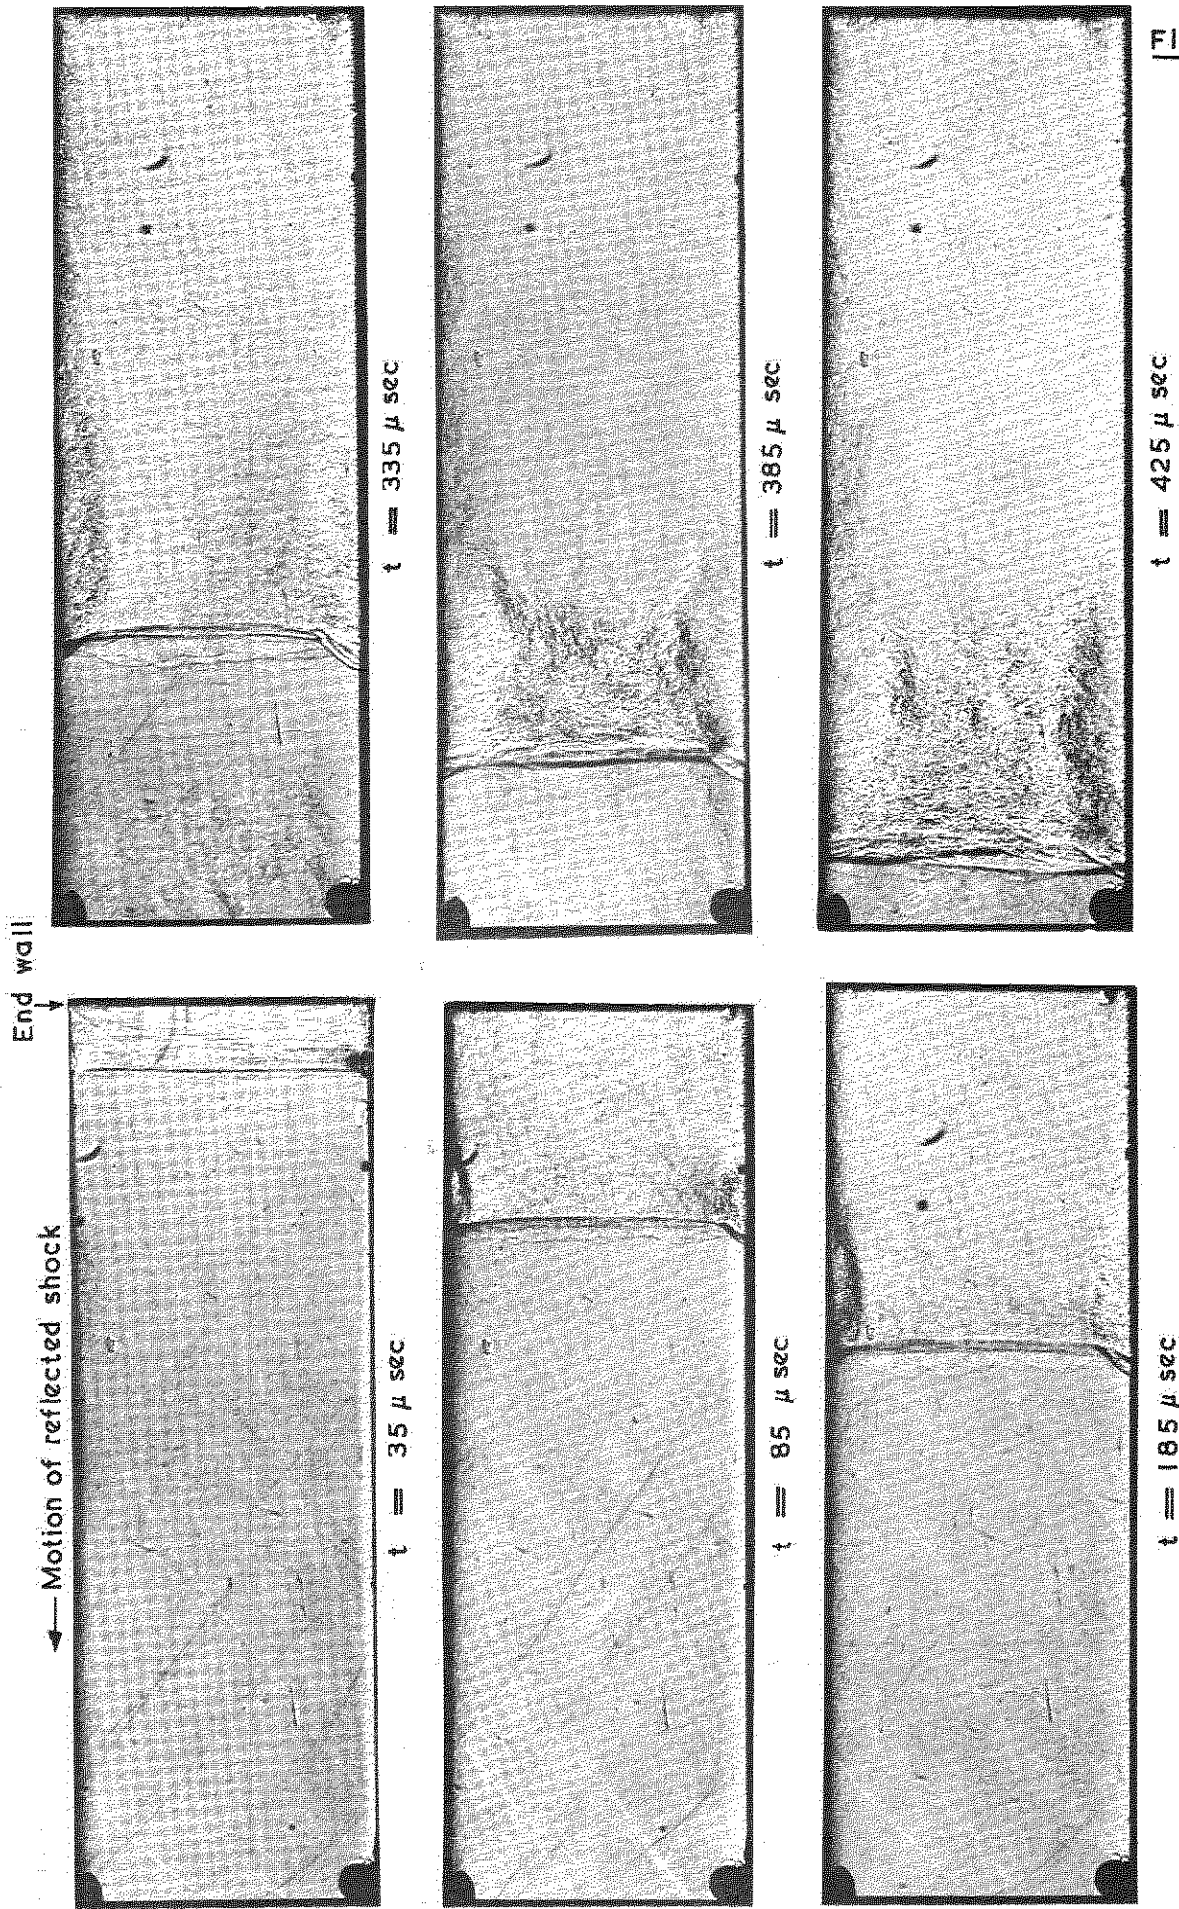 End wall
← Motion of reflected shock
t = 35 μ sec
t = 85 μ sec
t = 185 μ sec
t = 335 μ sec
t = 385 μ sec
t = 425 μ sec